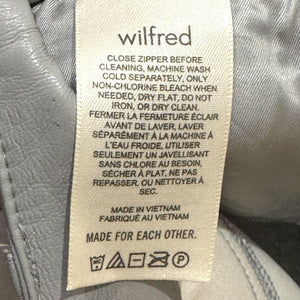 wilfred
CLOSE ZIPPER BEFORE
CLEANING, MACHINE WASH
COLD SEPARATELY, ONLY
NON-CHLORINE BLEACH WHEN
NEEDED, DRY FLAT, DO NOT
IRON, OR DRY CLEAN.
FERMER LA FERMETURE ÉCLAIR
AVANT DE LAVER, LAVER
SÉPARÉMENT À LA MACHINE À
L'EAU FROIDE, UTILISER
SEULEMENT UN JAVELLISANT
SANS CHLORE AU BESOIN,
SÉCHER À PLAT, NE PAS
REPASSER OU NETTOYER À
SEC.
MADE IN VIETNAM
FABRIQUÉ AU VIETNAM
MADE FOR EACH OTHER.